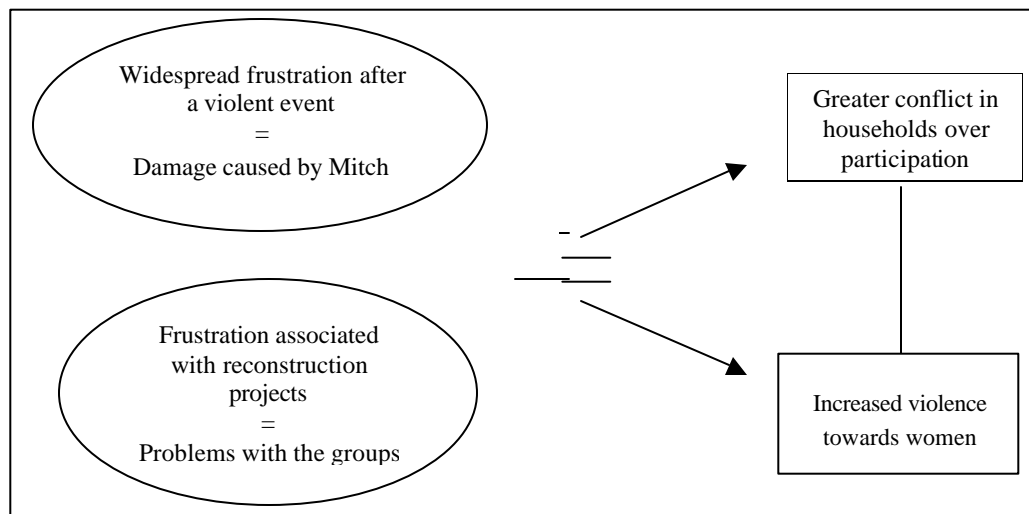 Widespread frustration after
a violent event
=
Damage caused by Mitch
Frustration associated
with reconstruction
projects
=
Problems with the groups
Greater conflict in
households over
participation
Increased violence
towards women